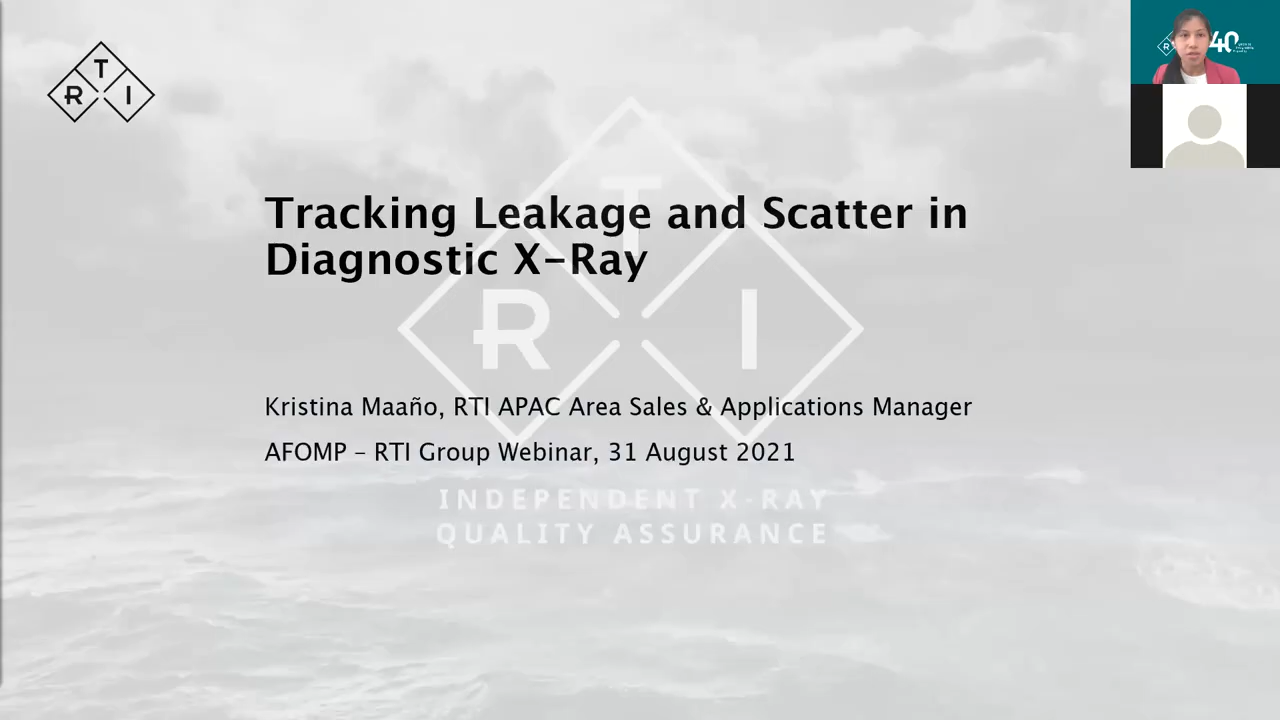 T
R I
Tracking Leakage and Scatter in
Diagnostic X-Ray
T
R I
Kristina Maaño, RTI APAC Area Sales & Applications Manager
AFOMP – RTI Group Webinar, 31 August 2021
INDEPENDENT X-RAY
QUALITY ASSURANCE
R
40